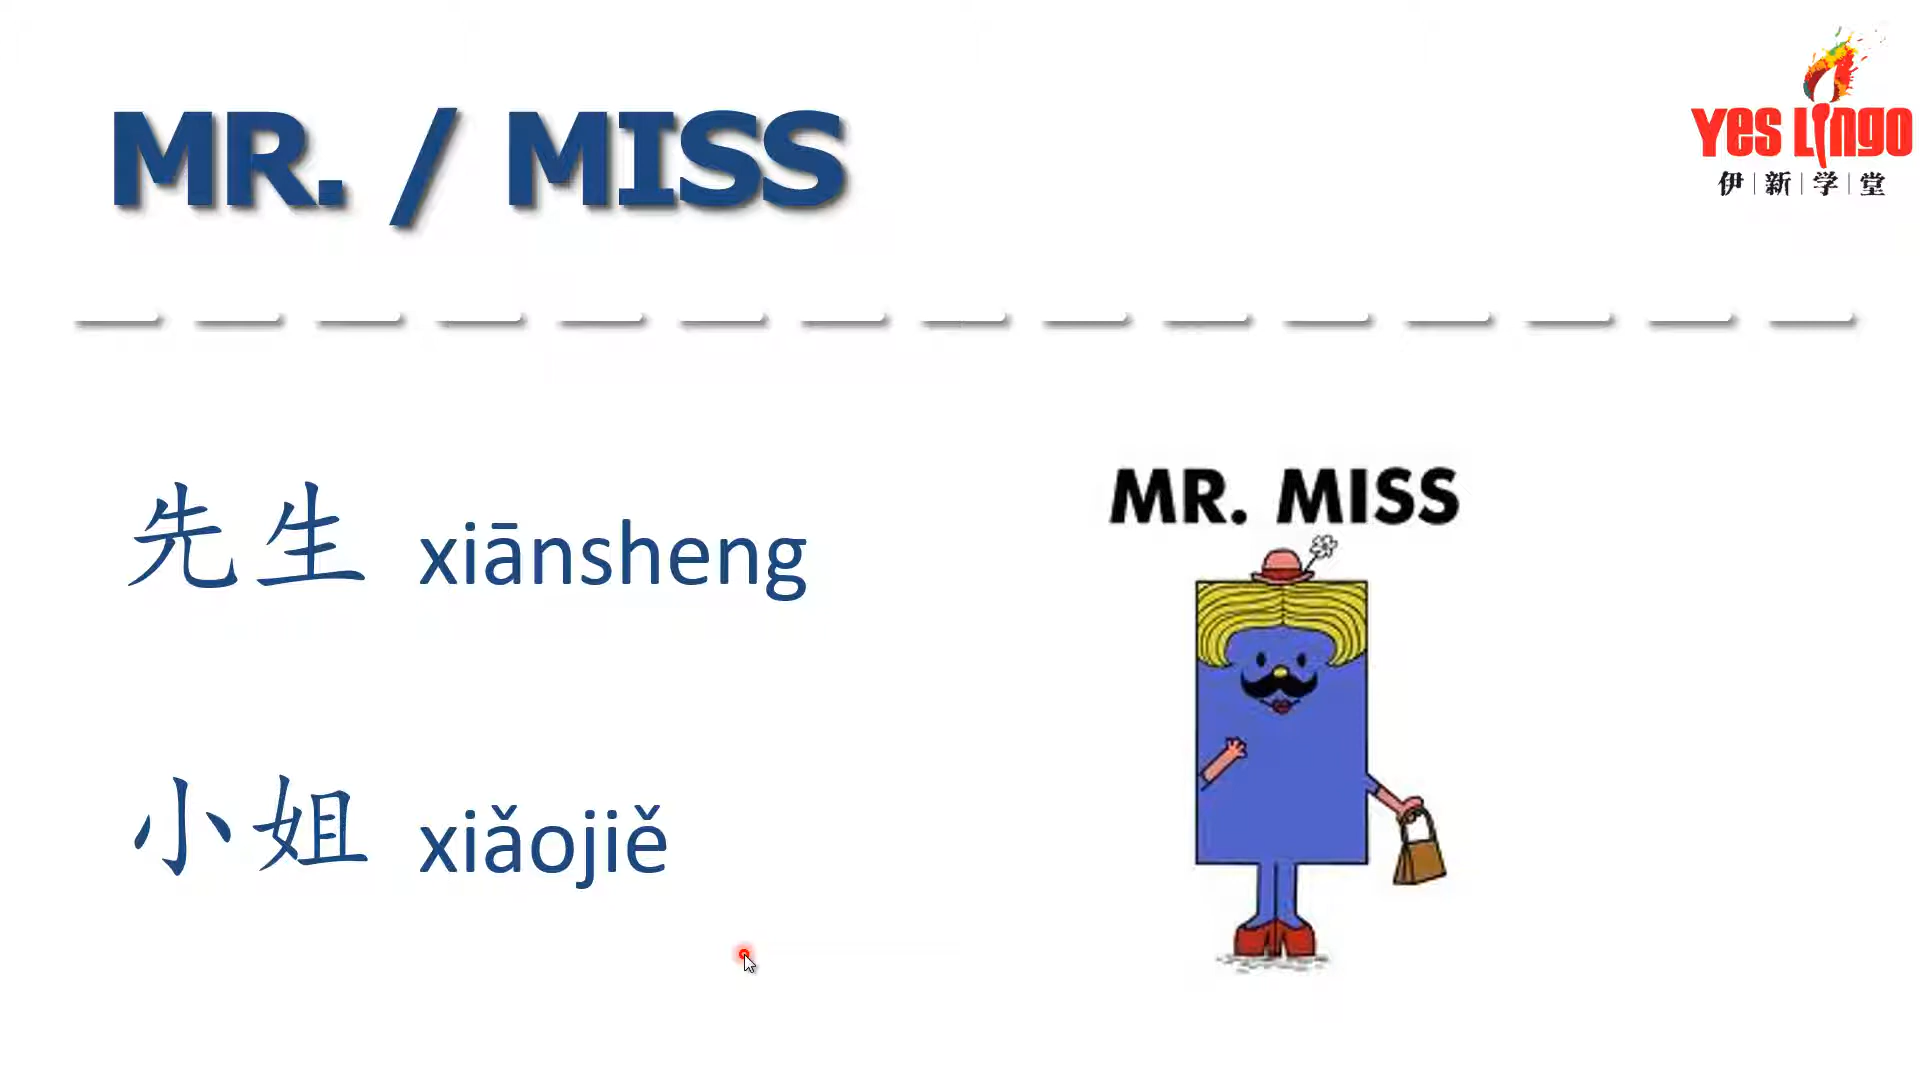 MR. / MISS
Yes Lingo
伊|新|学|堂
先生 xiānsheng
MR. MISS
小姐 xiǎojiě